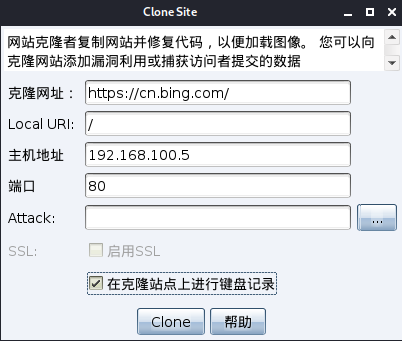 Clone Site
网站克隆者复制网站并修复代码，以便加载图像。 您可以向
克隆网站添加漏洞利用或捕获访问者提交的数据
克隆网址： https://cn.bing.com/
Local URI: /
主机地址 192.168.100.5
端口 80
Attack: ...
SSL: 启用SSL
在克隆站点上进行键盘记录
Clone 帮助